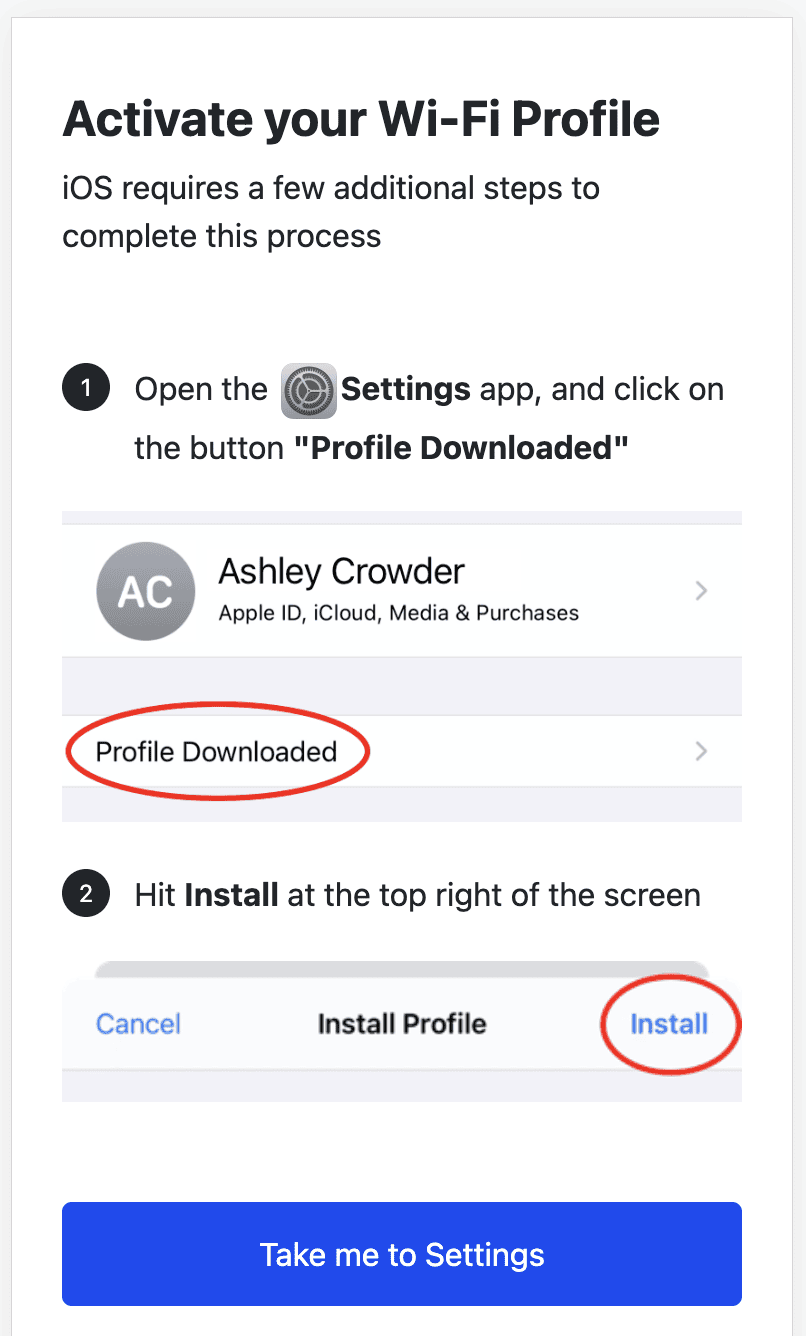 Activate your Wi-Fi Profile
iOS requires a few additional steps to
complete this process
1 Open the Settings app, and click on
the button "Profile Downloaded"
AC
Ashley Crowder
Apple ID, iCloud, Media & Purchases
Profile Downloaded
2 Hit Install at the top right of the screen
Cancel Install Profile Install
Take me to Settings